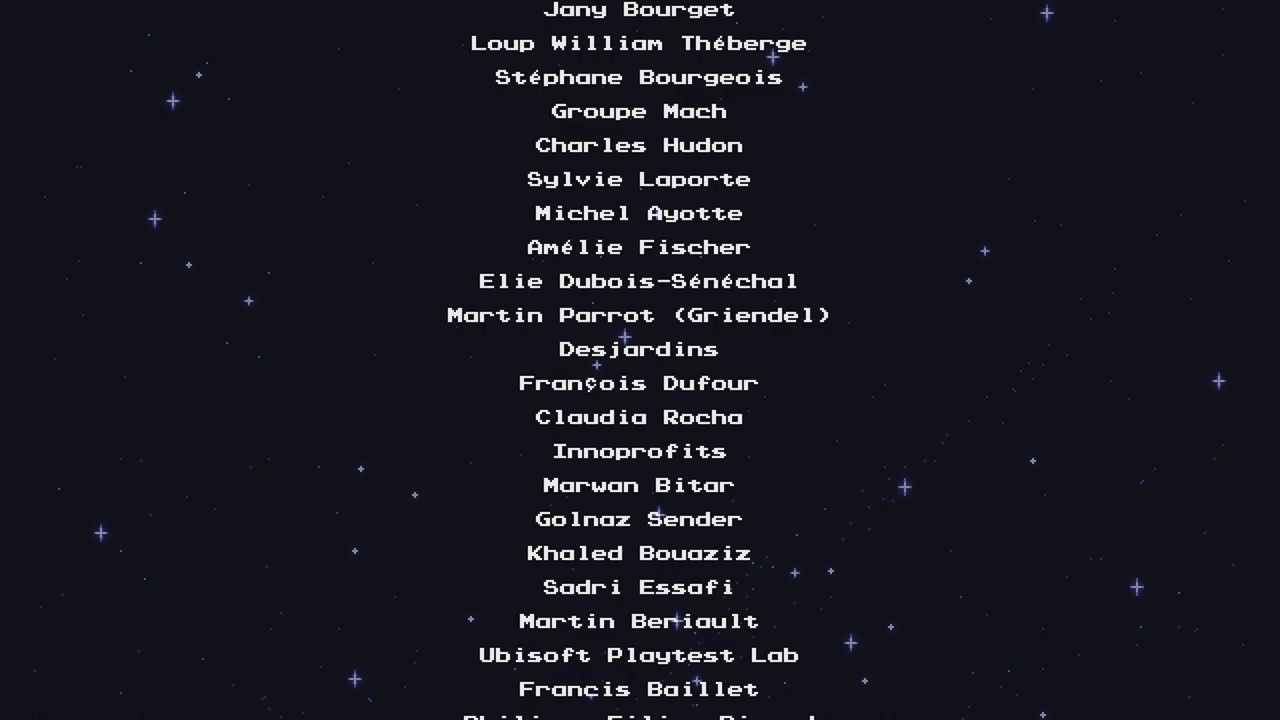 Jany Bourget
Loup William Théberge
Stéphane Bourgeois
Groupe Mach
Charles Hudon
Sylvie Laporte
Michel Ayotte
Amélie Fischer
Elie Dubois-Sénéchal
Martin Parrot (Griendel)
Desjardins
François Dufour
Claudia Rocha
Innoprofits
Marwan Bitar
Golnaz Sender
Khaled Bouaziz
Sadri Essafi
Martin Beriault
Ubisoft Playtest Lab
Francis Baillet